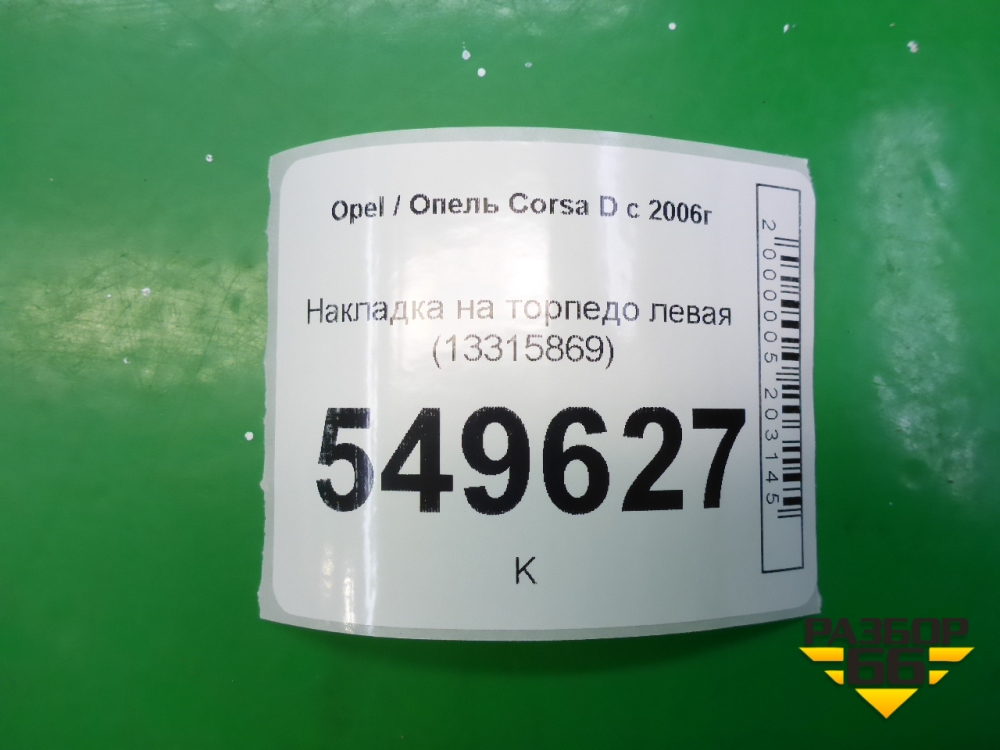 Opel / Опель Corsa D с 2006г
Накладка на торпедо левая
(13315869)
549627
К
2000005203145
РАЗБОР
66